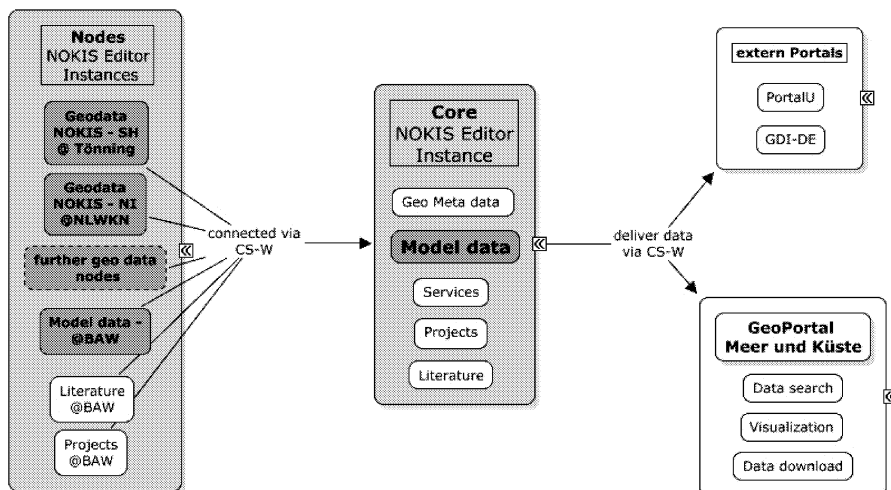 Nodes
NOKIS Editor
Instances
Geodata
NOKIS - SH
@ Tönning
Geodata
NOKIS - NI
@NLWKN
further geo data
nodes
Model data -
@BAW
Literature
@BAW
Projects
@BAW
connected via
CS-W
Core
NOKIS Editor
Instance
Geo Meta data
Model data
Services
Projects
Literature
deliver data
via CS-W
extern Portals
PortalU
GDI-DE
GeoPortal
Meer und Küste
Data search
Visualization
Data download